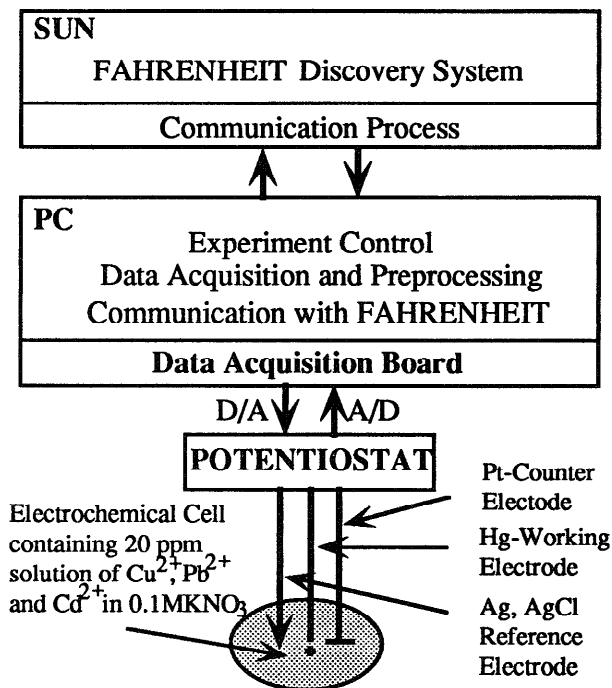 SUN
FAHRENHEIT Discovery System
Communication Process
PC
Experiment Control
Data Acquisition and Preprocessing
Communication with FAHRENHEIT
Data Acquisition Board
D/A
A/D
POTENTIOSTAT
Electrochemical Cell
containing 20 ppm
solution of Cu2+, Pb2+
and Cd2+ in 0.1MKNO3
Pt-Counter
Electode
Hg-Working
Electrode
Ag, AgCl
Reference
Electrode